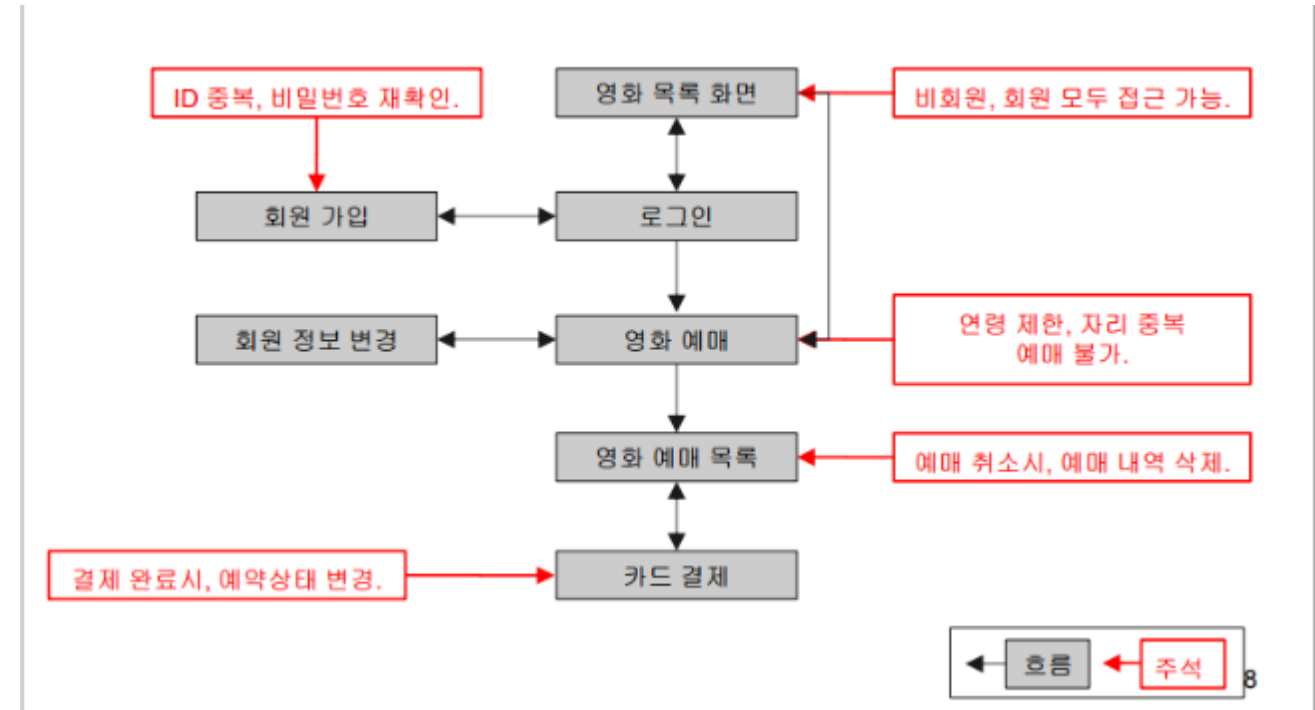 ID 중복, 비밀번호 재확인.
영화 목록 화면
비회원, 회원 모두 접근 가능.
회원 가입
로그인
회원 정보 변경
영화 예매
연령 제한, 자리 중복
예매 불가.
영화 예매 목록
예매 취소시, 예매 내역 삭제.
결제 완료시, 예약상태 변경.
카드 결제
흐름
주석
8